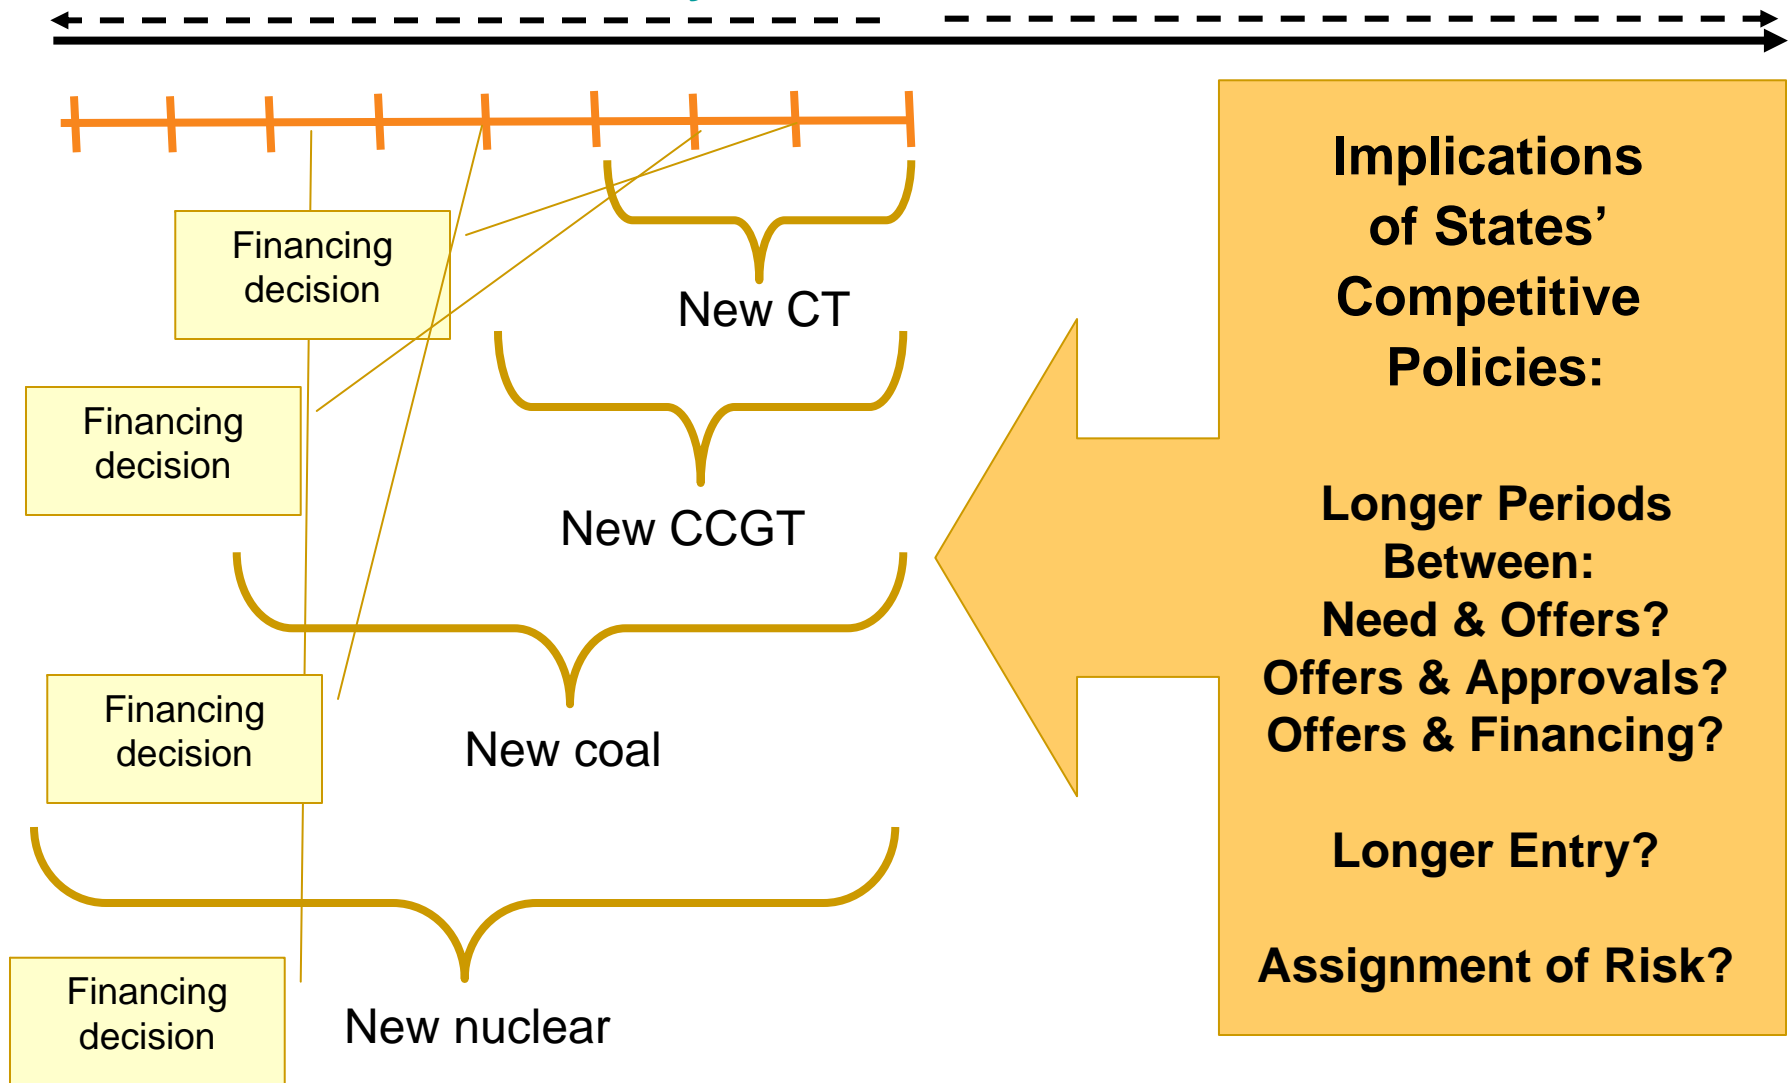 Financing
decision
New CT
Financing
decision
New CCGT
Financing
decision
New coal
Financing
decision
New nuclear
Implications
of States’
Competitive
Policies:
Longer Periods
Between:
Need & Offers?
Offers & Approvals?
Offers & Financing?
Longer Entry?
Assignment of Risk?